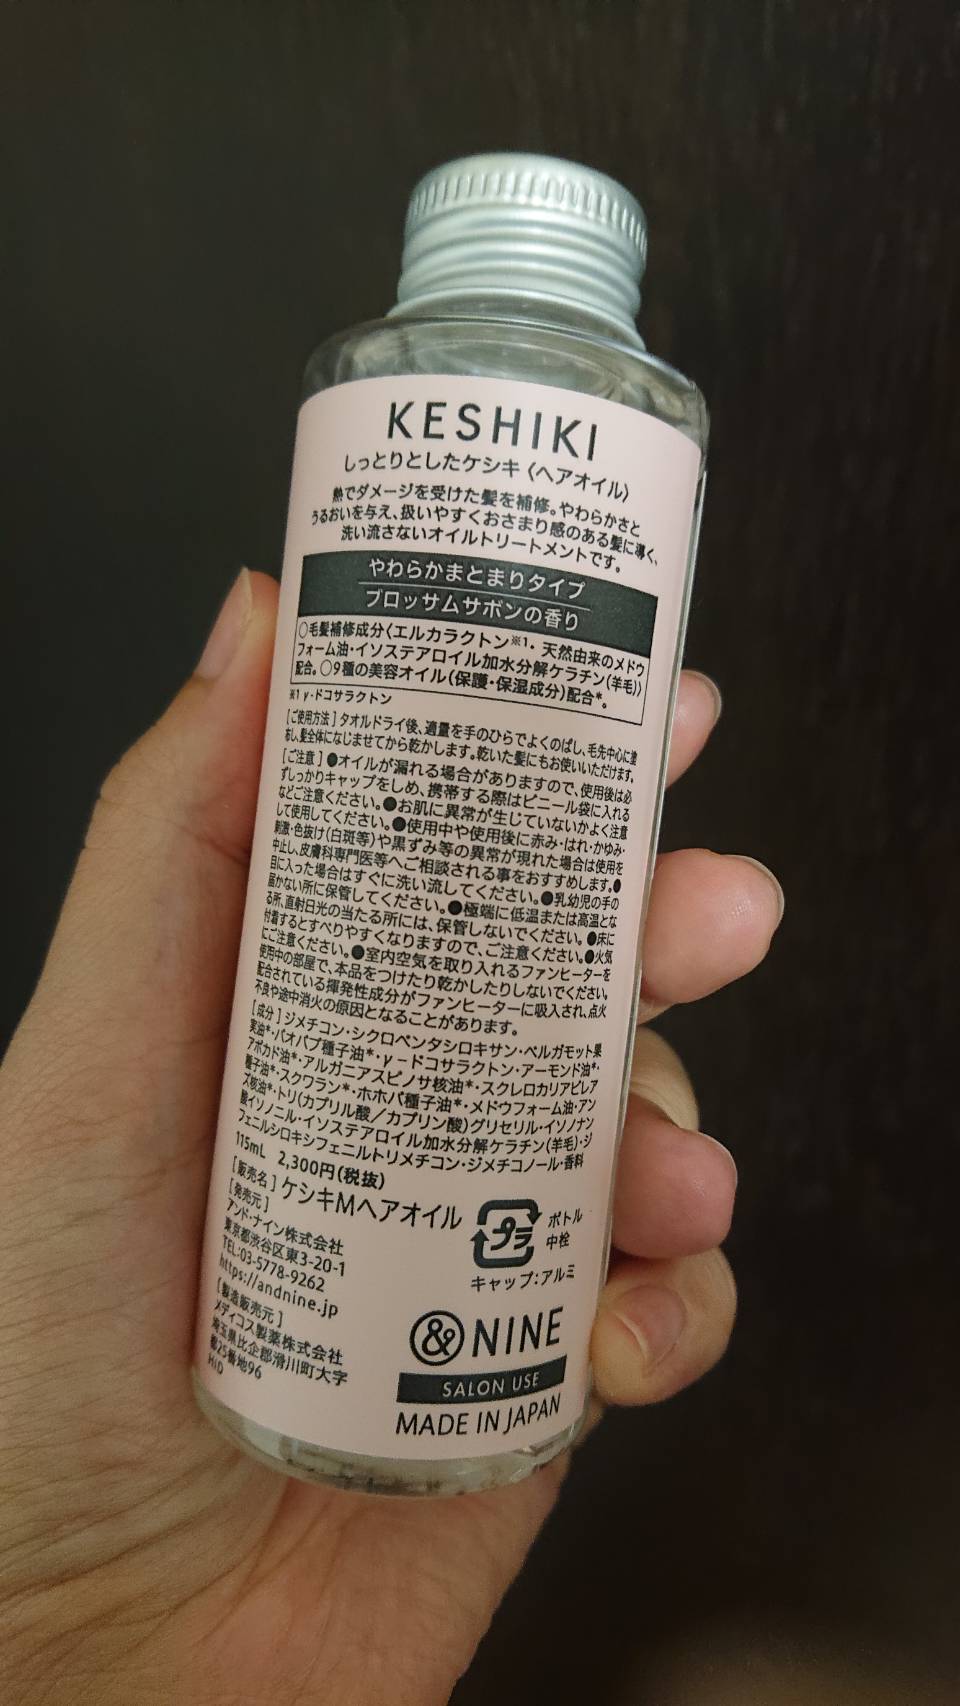 KESHIKI
しっとりとしたケシキ〈ヘアオイル〉
熱でダメージを受けた髪を補修。やわらかさと
うるおいを与え、扱いやすくおさまり感のある髪に導く、
洗い流さないオイルトリートメントです。
やわらかまとまりタイプ
ブロッサムサボンの香り
○毛髪補修成分〈エルカラクトン※1・天然由来のメドウ
フォーム油・イソステアロイル加水分解ケラチン(羊毛)〉
配合。○9種の美容オイル(保護・保湿成分)配合*。
※1 γ-ドコサラクトン
[ご使用方法]タオルドライ後、適量を手のひらでよくのばし、毛先中心に塗
布し、髪全体になじませてから乾かします。乾いた髪にもお使いいただけます。
[ご注意]●オイルが漏れる場合がありますので、使用後は必
ずしっかりキャップをしめ、携帯する際はビニール袋に入れる
などご注意ください。●お肌に異常が生じていないかよく注意
して使用してください。●使用中や使用後に赤み・はれ・かゆみ・
刺激・色抜け(白斑等)や黒ずみ等の異常が現れた場合は使用を
中止し、皮膚科専門医等へご相談される事をおすすめします。●
目に入った場合はすぐに洗い流してください。●乳幼児の手の
届かない所に保管してください。●極端に低温または高温とな
る所、直射日光の当たる所には、保管しないでください。●床に
付着するとすべりやすくなりますので、ご注意ください。●火気
にご注意ください。●室内空気を取り入れるファンヒーターを
使用中の部屋で、本品をつけたり乾かしたりしないでください。
配合されている揮発性成分がファンヒーターに吸入され、点火
不良や途中消火の原因となることがあります。
[成分]ジメチコン・シクロペンタシロキサン・ベルガモット果
実油*・バオバブ種子油*・γ-ドコサラクトン・アーモンド油*・
アボカド油*・アルガニアスピノサ核油*・スクレロカリアビレア
種子油*・スクワラン*・ホホバ種子油*・メドウフォーム油・アン
ズ核油*・トリ(カプリル酸/カプリン酸)グリセリル・イソノナン
酸イソノニル・イソステアロイル加水分解ケラチン(羊毛)・ジ
フェニルシロキシフェニルトリメチコン・ジメチコノール・香料
115mL 2,300円(税抜)
[販売名]ケシキMヘアオイル
[発売元]
アンド・ナイン株式会社
東京都渋谷区東3-20-1
TEL:03-5778-9262
https://andnine.jp
[製造販売元]
メディコス製薬株式会社
埼玉県比企郡滑川町大字
都25番地96
HiD
プラ
ボトル
中栓
キャップ:アルミ
& NINE
SALON USE
MADE IN JAPAN